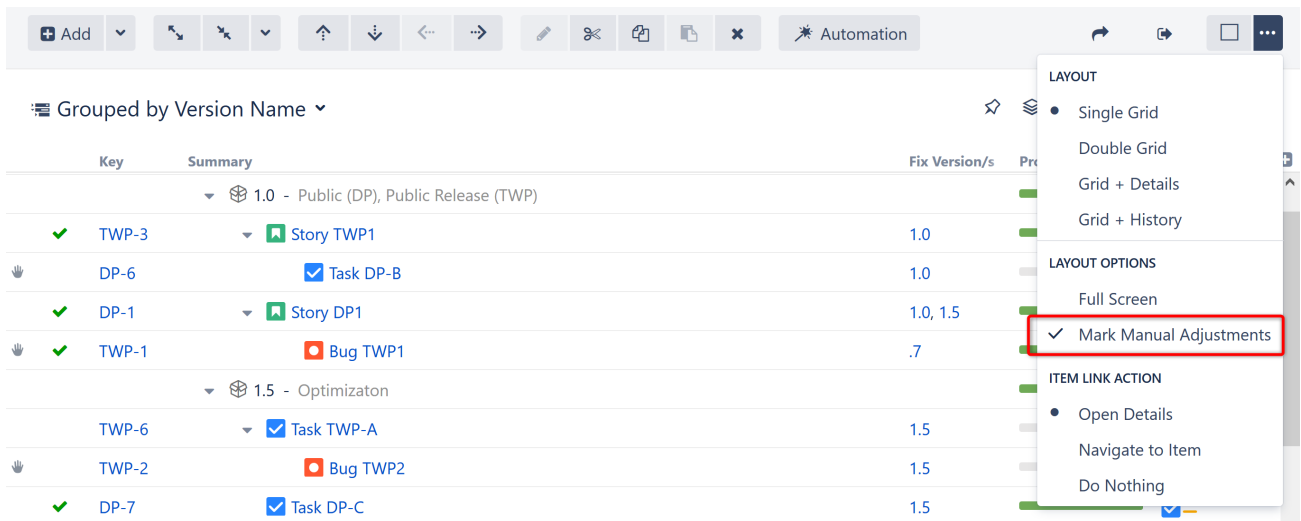 Add
Automation
Grouped by Version Name
Key Summary Fix Version/s
1.0 - Public (DP), Public Release (TWP)
TWP-3 Story TWP1 1.0
DP-6 Task DP-B 1.0
DP-1 Story DP1 1.0, 1.5
TWP-1 Bug TWP1 .7
1.5 - Optimizaton
TWP-6 Task TWP-A 1.5
TWP-2 Bug TWP2 1.5
DP-7 Task DP-C 1.5
LAYOUT
Single Grid
Double Grid
Grid + Details
Grid + History
LAYOUT OPTIONS
Full Screen
Mark Manual Adjustments
ITEM LINK ACTION
Open Details
Navigate to Item
Do Nothing